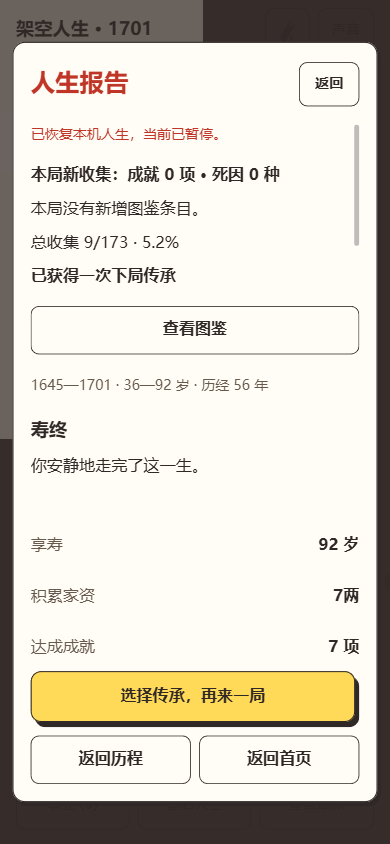 架空人生 • 1701
人生报告
返回
已恢复本机人生，当前已暂停。
本局新收集：成就 0 项 • 死因 0 种
本局没有新增图鉴条目。
总收集 9/173 · 5.2%
已获得一次下局传承
查看图鉴
1645—1701 · 36—92 岁 · 历经 56 年
寿终
你安静地走完了这一生。
享寿 92 岁
积累家资 7两
达成成就 7 项
选择传承，再来一局
返回历程 返回首页